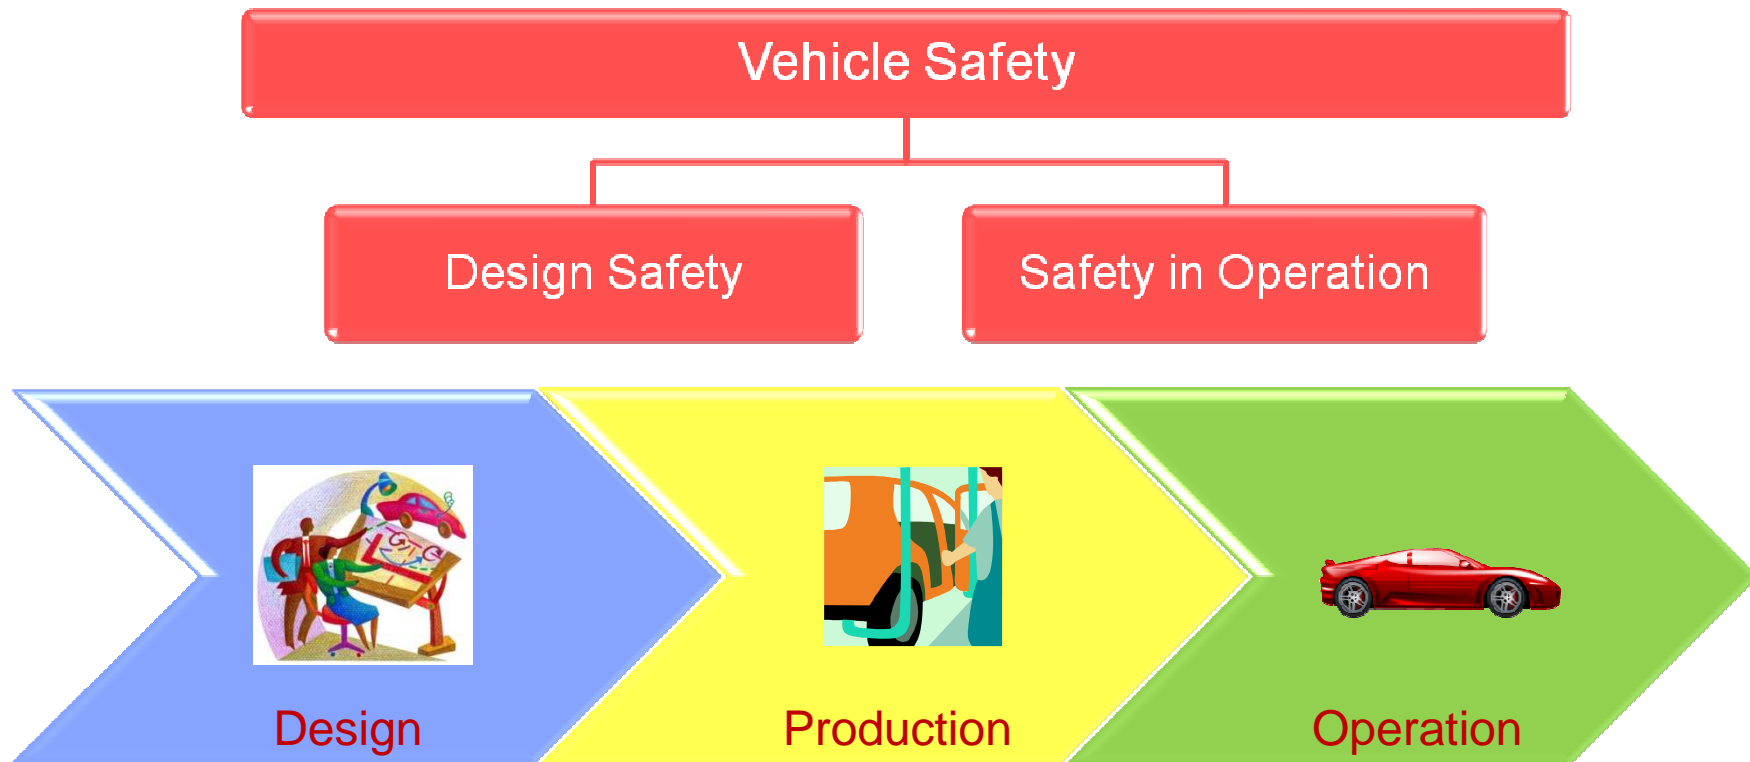 Vehicle Safety
Design Safety
Safety in Operation
Design
Production
Operation